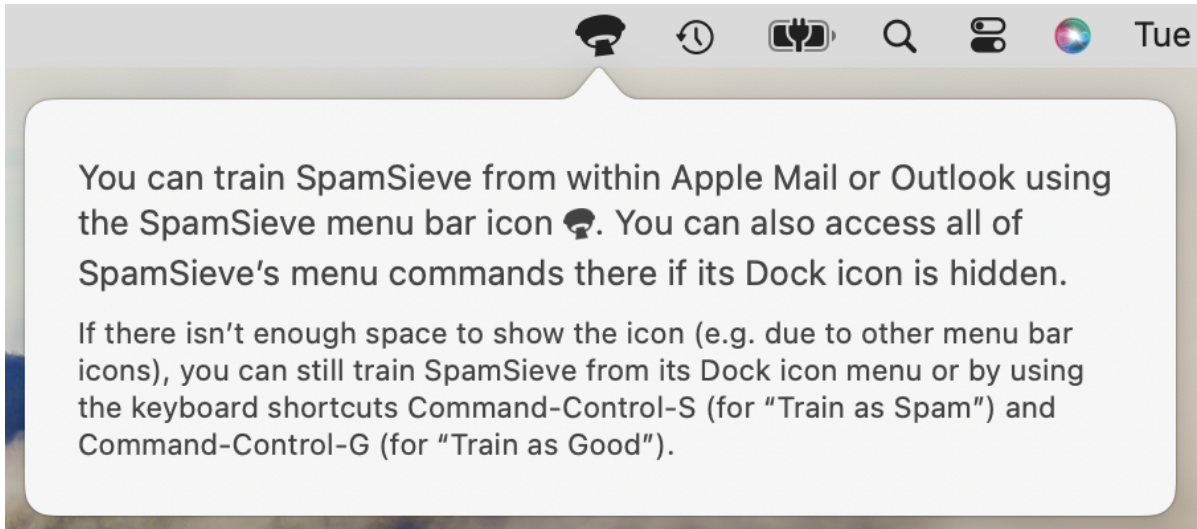 Tue
You can train SpamSieve from within Apple Mail or Outlook using
the SpamSieve menu bar icon . You can also access all of
SpamSieve’s menu commands there if its Dock icon is hidden.
If there isn’t enough space to show the icon (e.g. due to other menu bar
icons), you can still train SpamSieve from its Dock icon menu or by using
the keyboard shortcuts Command-Control-S (for “Train as Spam”) and
Command-Control-G (for “Train as Good”).